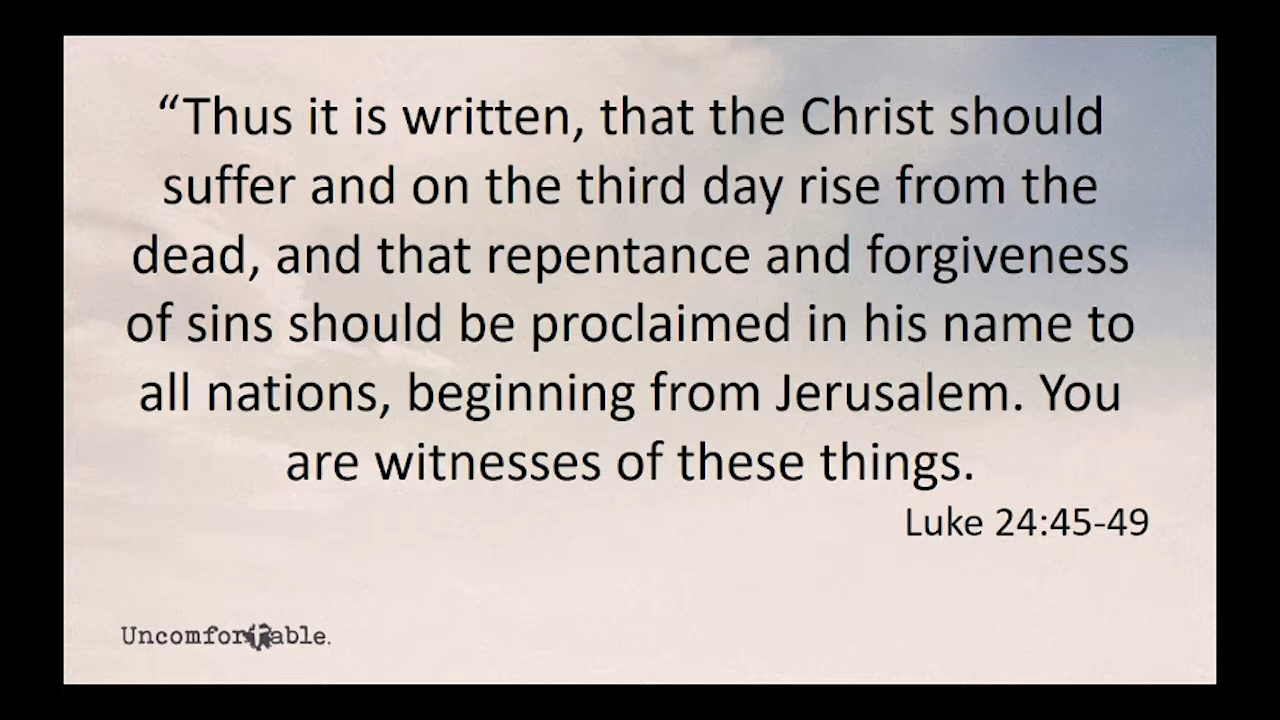 “Thus it is written, that the Christ should
suffer and on the third day rise from the
dead, and that repentance and forgiveness
of sins should be proclaimed in his name to
all nations, beginning from Jerusalem. You
are witnesses of these things.
Luke 24:45-49
Uncomfortable.